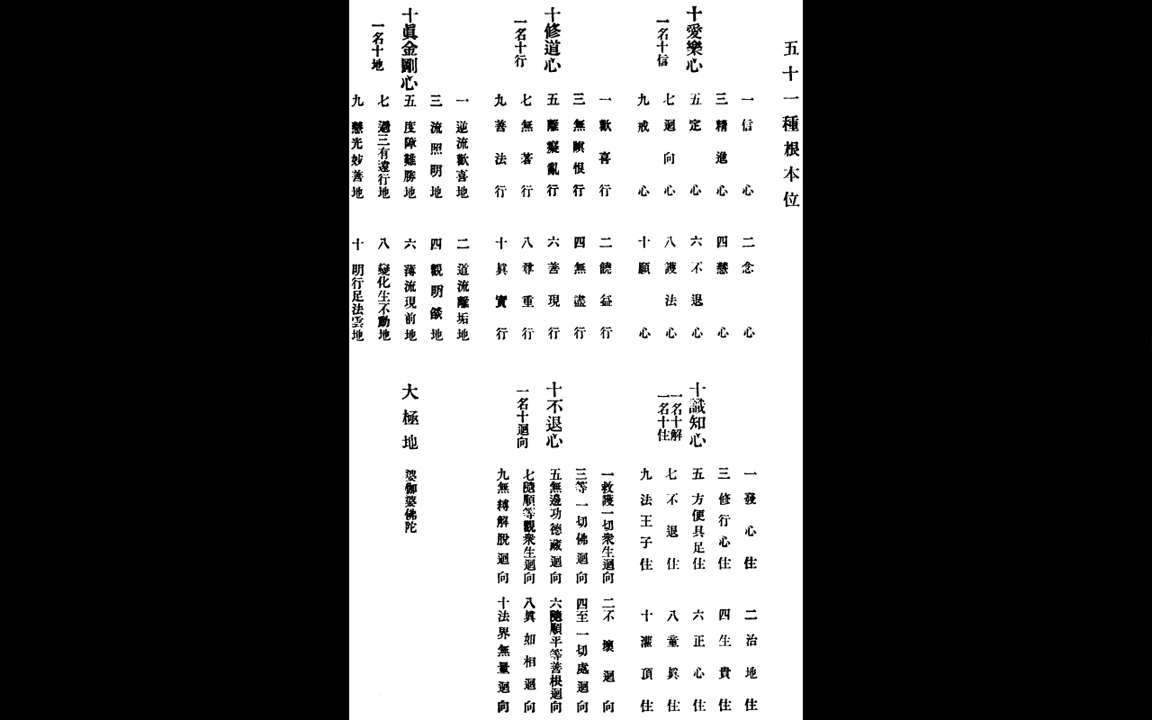 五十一種根本位
十愛樂心
一名十信
一信心
二念心
三精進心
四慧心
五定心
六不退心
七迴向心
八護法心
九戒心
十願心
十識知心
一名十解
一名十住
一發心住
二治地住
三修行心住
四生貴住
五方便具足住
六正心住
七不退住
八童眞住
九法王子住
十灌頂住
十修道心
一名十行
一歡喜行
二饒益行
三無瞋恨行
四無盡行
五離癡亂行
六善現行
七無著行
八尊重行
九善法行
十眞實行
十不退心
一名十迴向
一救護一切衆生迴向
二不壞迴向
三等一切佛迴向
四至一切處迴向
五無邊功德藏迴向
六隨順平等善根迴向
七隨順等觀衆生迴向
八眞如相迴向
九無縛解脫迴向
十法界無量迴向
十眞金剛心
一名十地
一逆流歡喜地
二道流離垢地
三流照明地
四觀明燄地
五度障難勝地
六薄流現前地
七過三有遠行地
八變化生不動地
九慧光妙善地
十明行足法雲地
大極地
婆伽婆佛陀